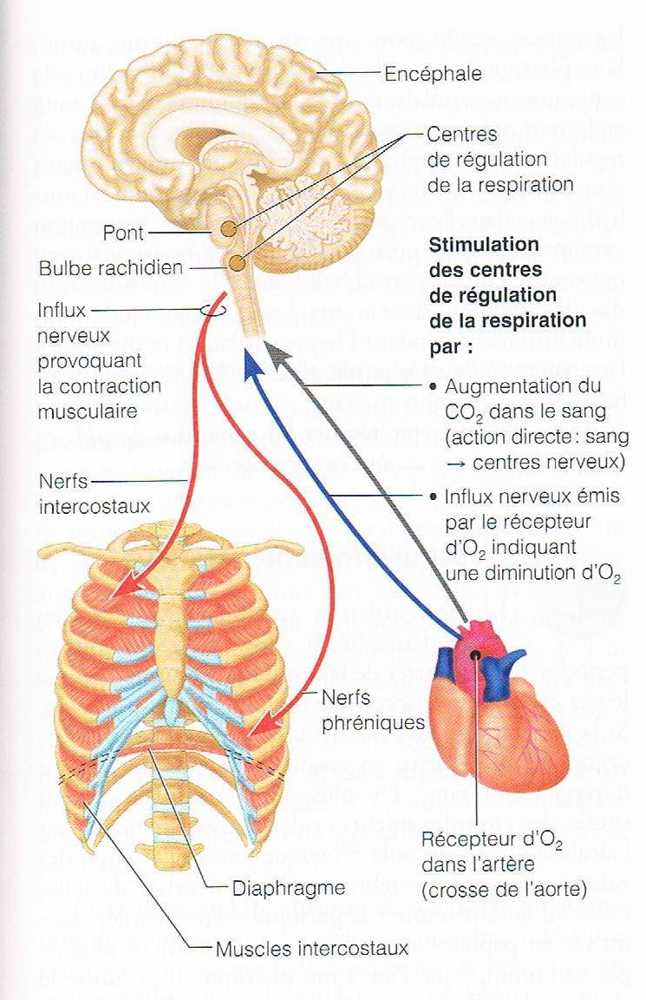 Encéphale
Centres
de régulation
de la respiration
Pont
Bulbe rachidien
Stimulation
des centres
de régulation
de la respiration
par :
Influx
nerveux
provoquant
la contraction
musculaire
• Augmentation du
CO₂ dans le sang
(action directe : sang
→ centres nerveux)
Nerfs
intercostaux
• Influx nerveux émis
par le récepteur
d'O₂ indiquant
une diminution d'O₂
Nerfs
phréniques
Récepteur d'O₂
dans l'artère
(crosse de l'aorte)
Diaphragme
Muscles intercostaux